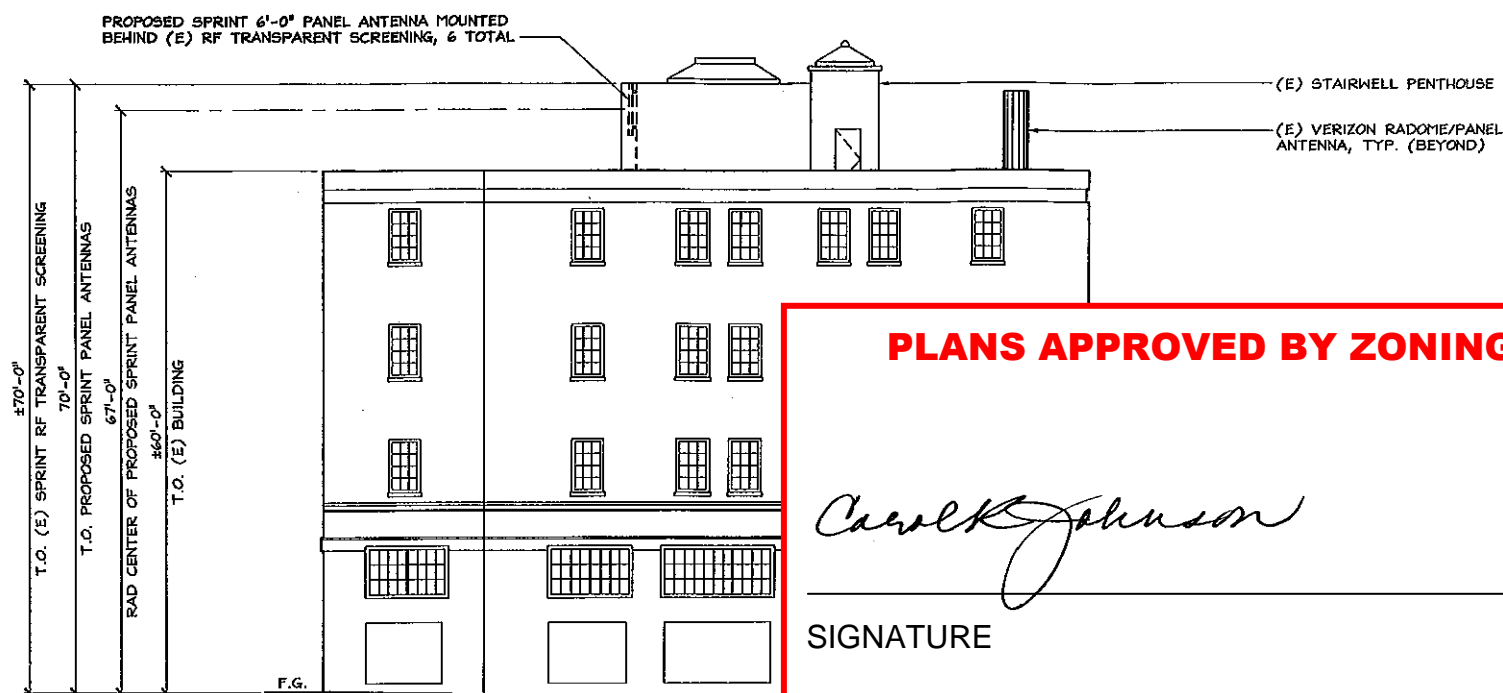 PROPOSED SPRINT 6'-0" PANEL ANTENNA MOUNTED
BEHIND (E) RF TRANSPARENT SCREENING, 6 TOTAL
(E) STAIRWELL PENTHOUSE
(E) VERIZON RADOME/PANEL
ANTENNA, TYP. (BEYOND)
±70'-0"
T.O. (E) SPRINT RF TRANSPARENT SCREENING
70'-0"
T.O. PROPOSED SPRINT PANEL ANTENNAS
67'-0"
RAD CENTER OF PROPOSED SPRINT PANEL ANTENNAS
±60'-0"
T.O. (E) BUILDING
F.G.
PLANS APPROVED BY ZONING
Carol K Johnson
SIGNATURE